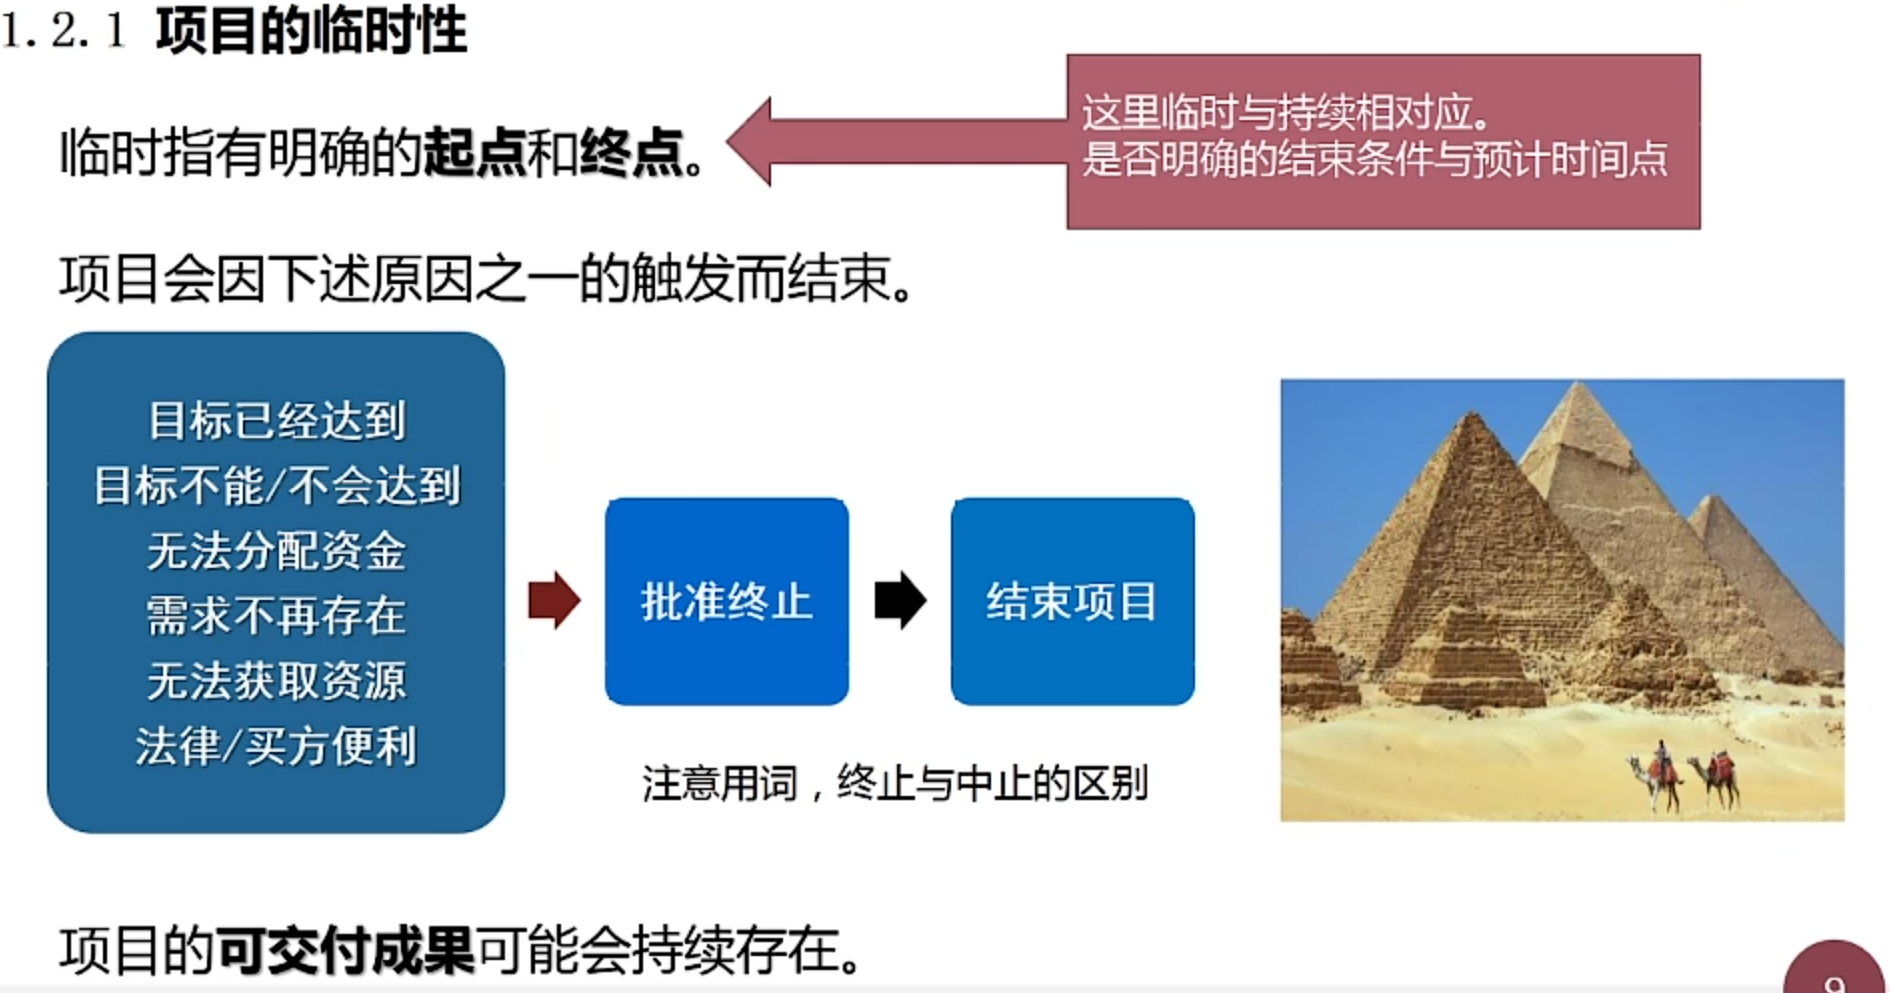 1.2.1 项目的临时性
这里临时与持续相对应。
是否明确的结束条件与预计时间点
临时指有明确的起点和终点。
项目会因下述原因之一的触发而结束。
目标已经达到
目标不能/不会达到
无法分配资金
需求不再存在
无法获取资源
法律/买方便利
批准终止
结束项目
注意用词，终止与中止的区别
项目的可交付成果可能会持续存在。
9